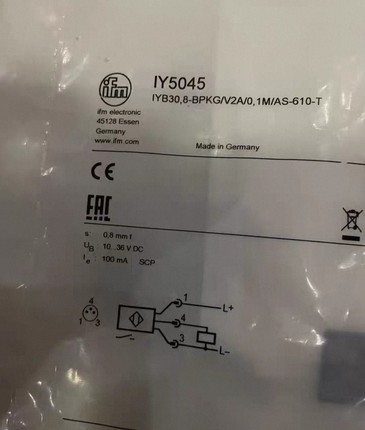 ifm
IY5045
IYB30,8-BPKG/V2A/0,1M/AS-610-T
ifm electronic
45128 Essen
Germany
www.ifm.com
Made in Germany
CE
EAC
s 0,8 mm f
UB 10...36 V DC
Ie 100 mA SCP
4
1 3
1 L+
4
3 L–